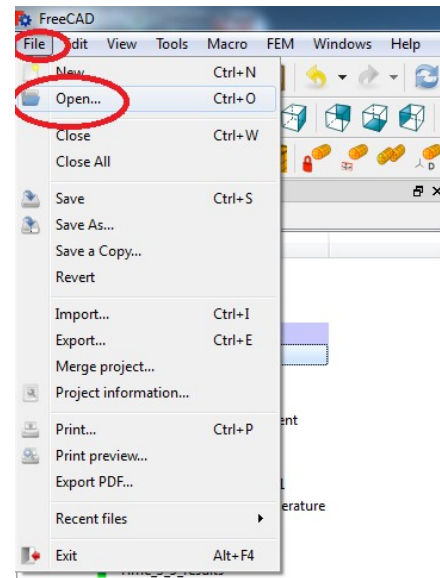 FreeCAD
File Edit View Tools Macro FEM Windows Help
New Ctrl+N
Open... Ctrl+O
Close Ctrl+W
Close All
Save Ctrl+S
Save As...
Save a Copy...
Revert
Import... Ctrl+I
Export... Ctrl+E
Merge project...
Project information...
Print... Ctrl+P
Print preview...
Export PDF...
Recent files
Exit Alt+F4